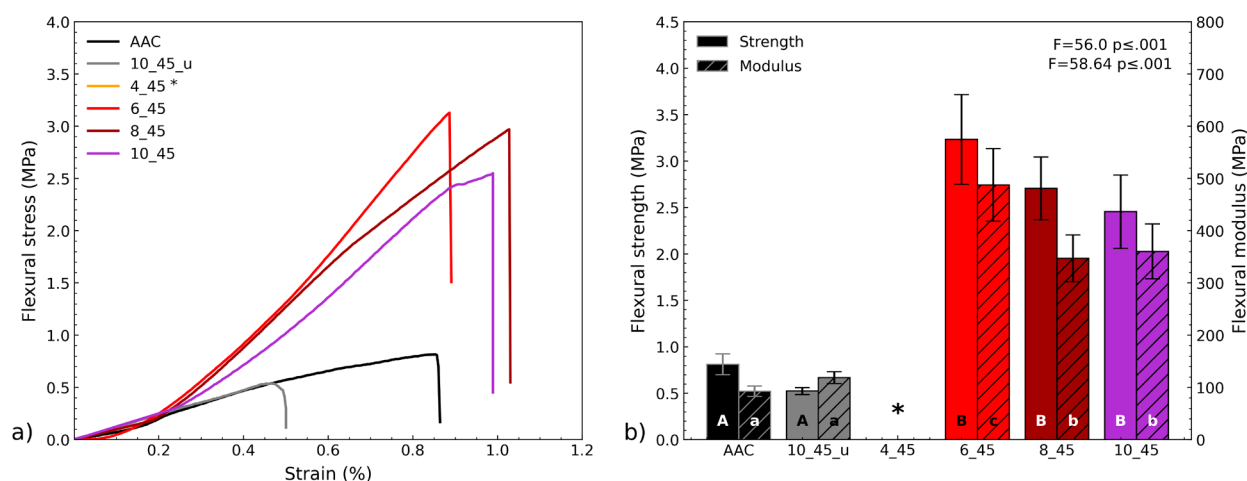 4.0
3.5
3.0
2.5
2.0
1.5
1.0
0.5
0.0
Flexural stress (MPa)
AAC
10_45_u
4_45 *
6_45
8_45
10_45
0.2
0.4
0.6
0.8
1.0
1.2
Strain (%)
a)
4.5
4.0
3.5
3.0
2.5
2.0
1.5
1.0
0.5
0.0
Flexural strength (MPa)
Strength
Modulus
F=56.0 p≤.001
F=58.64 p≤.001
A a A a * B c B b B b
AAC 10_45_u 4_45 6_45 8_45 10_45
800
700
600
500
400
300
200
100
0
Flexural modulus (MPa)
b)